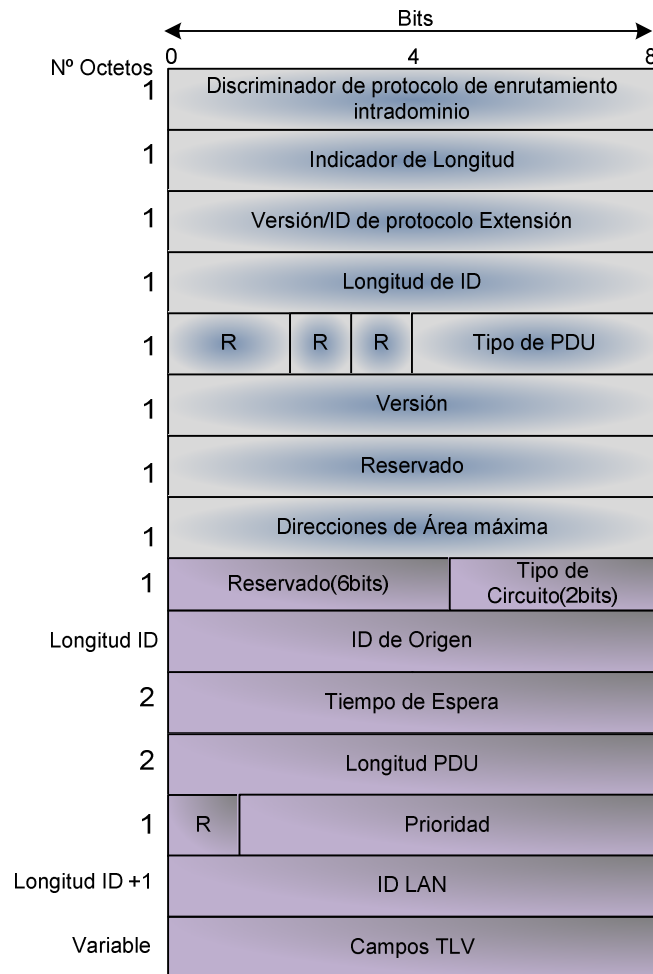 Bits
0 4 8
Nº Octetos
1 Discriminador de protocolo de enrutamiento
intradominio
1 Indicador de Longitud
1 Versión/ID de protocolo Extensión
1 Longitud de ID
1 R R R Tipo de PDU
1 Versión
1 Reservado
1 Direcciones de Área máxima
1 Reservado(6bits) Tipo de
Circuito(2bits)
Longitud ID ID de Origen
2 Tiempo de Espera
2 Longitud PDU
1 R Prioridad
Longitud ID +1 ID LAN
Variable Campos TLV